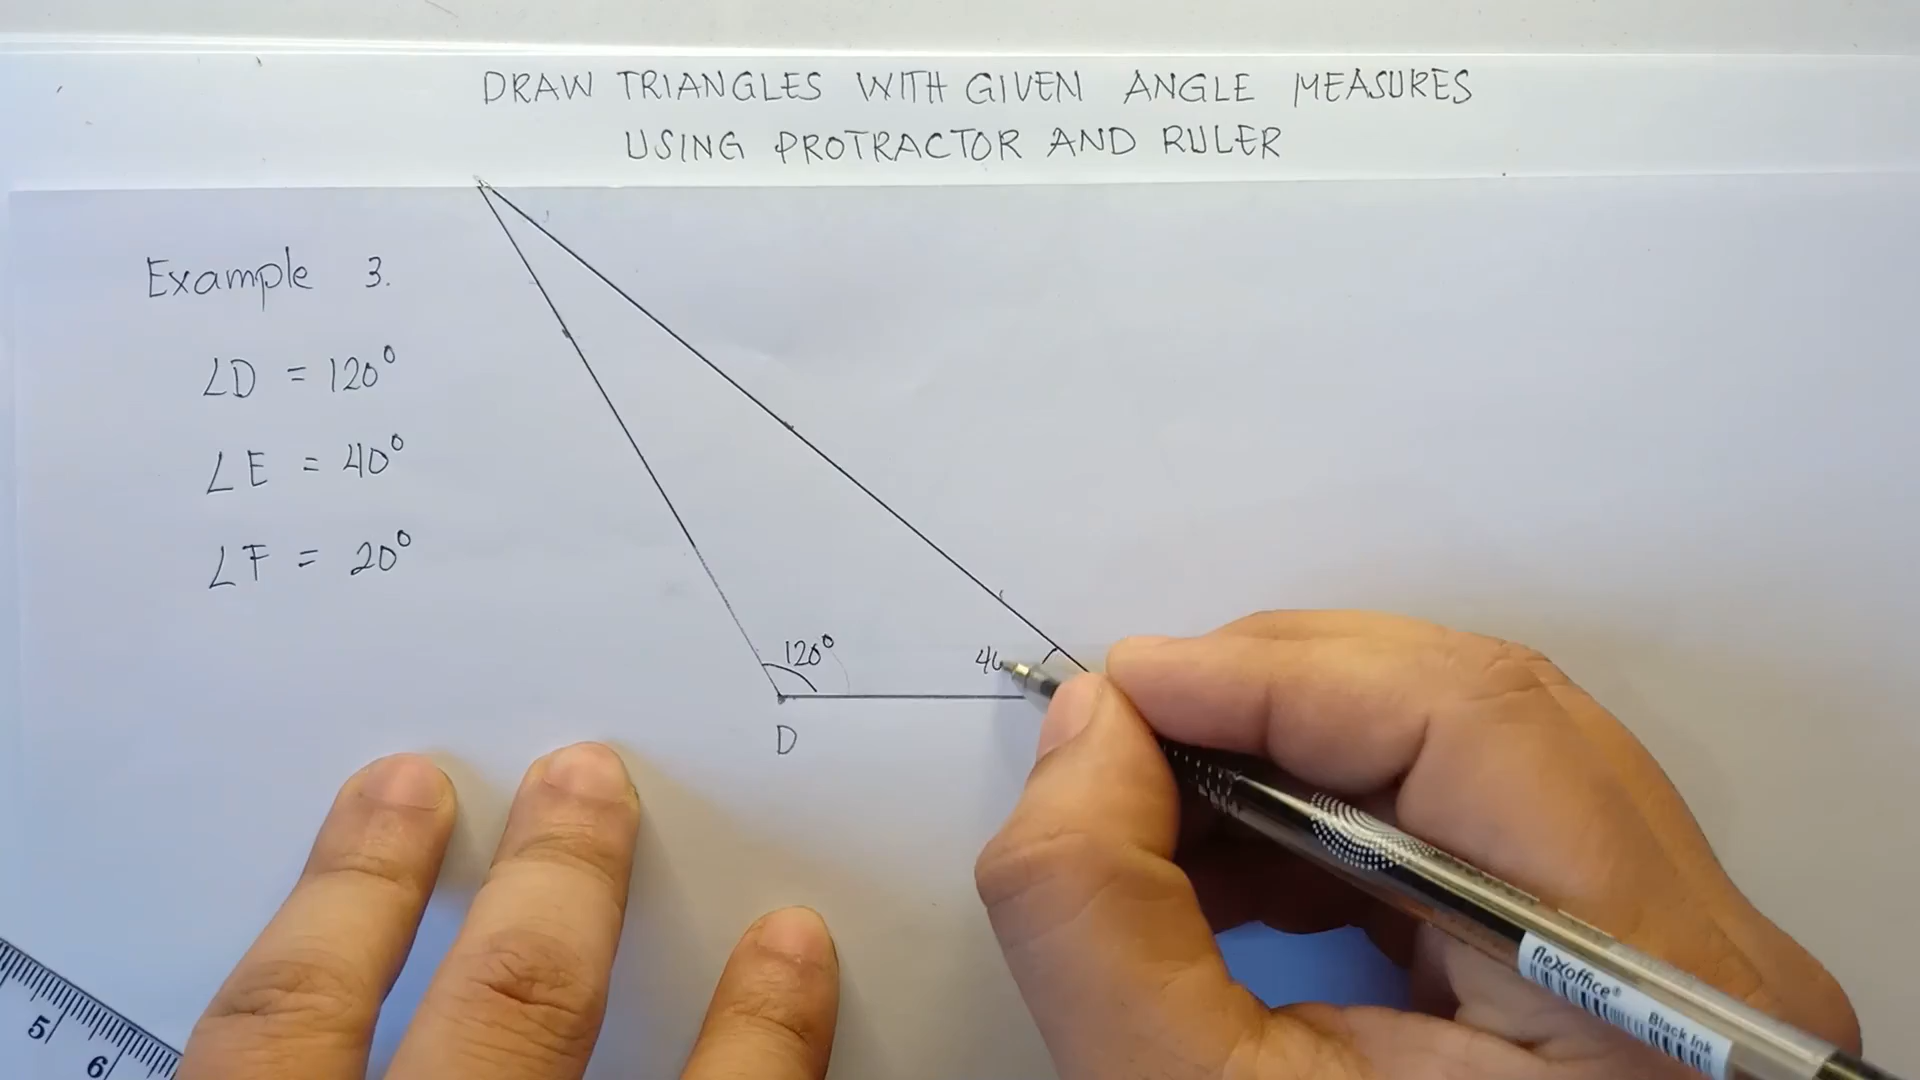 DRAW TRIANGLES WITH GIVEN ANGLE MEASURES
USING PROTRACTOR AND RULER
Example 3.
∠D = 120°
∠E = 40°
∠F = 20°
120°
40
D
5
6
flexoffice®
Black Ink